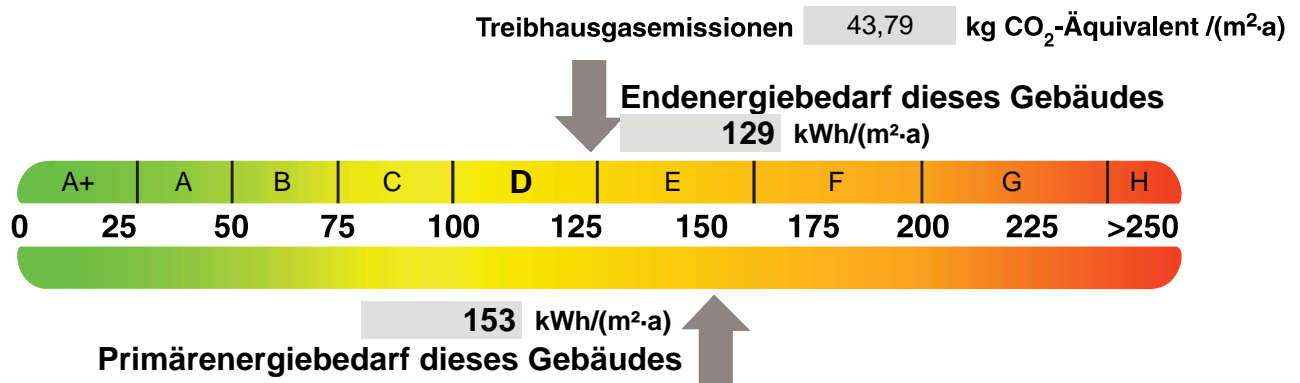 Treibhausgasemissionen 43,79 kg CO₂-Äquivalent /(m²·a)
Endenergiebedarf dieses Gebäudes
129 kWh/(m²·a)
A+ A B C D E F G H
0 25 50 75 100 125 150 175 200 225 >250
153 kWh/(m²·a)
Primärenergiebedarf dieses Gebäudes